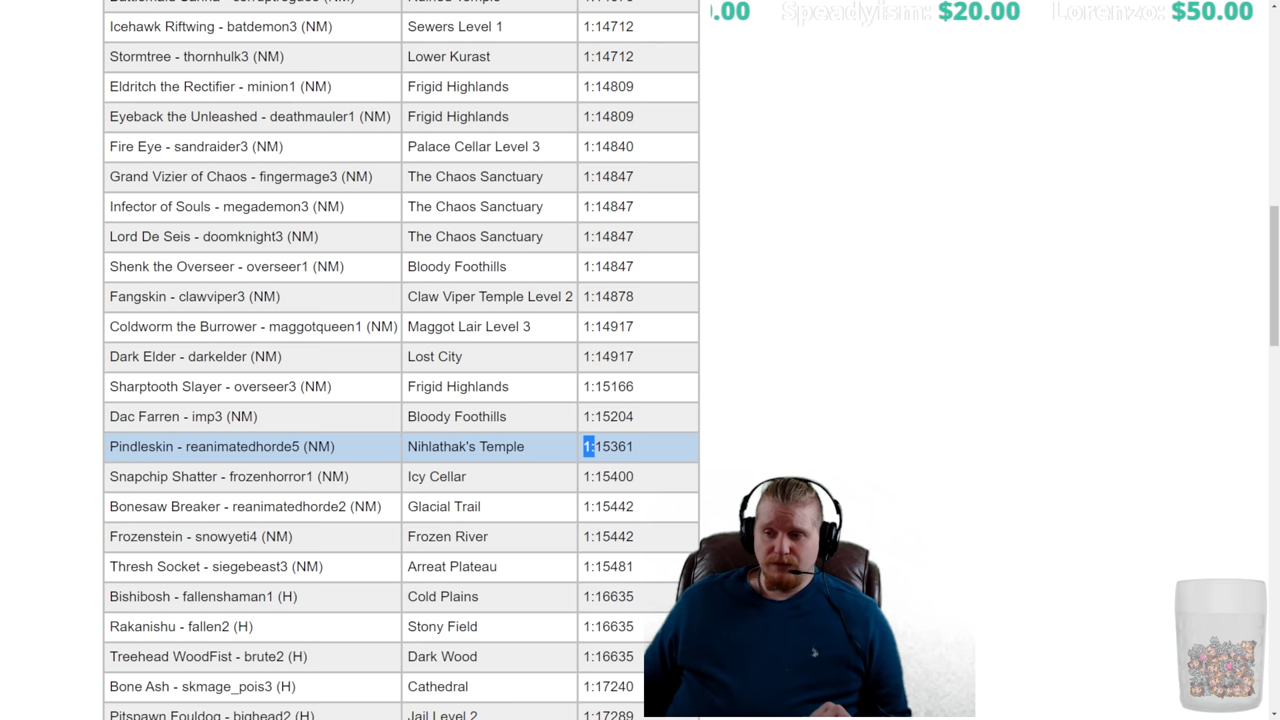 Icehawk Riftwing - batdemon3 (NM) Sewers Level 1 1:14712
Stormtree - thornhulk3 (NM) Lower Kurast 1:14712
Eldritch the Rectifier - minion1 (NM) Frigid Highlands 1:14809
Eyeback the Unleashed - deathmauler1 (NM) Frigid Highlands 1:14809
Fire Eye - sandraider3 (NM) Palace Cellar Level 3 1:14840
Grand Vizier of Chaos - fingermage3 (NM) The Chaos Sanctuary 1:14847
Infector of Souls - megademon3 (NM) The Chaos Sanctuary 1:14847
Lord De Seis - doomknight3 (NM) The Chaos Sanctuary 1:14847
Shenk the Overseer - overseer1 (NM) Bloody Foothills 1:14847
Fangskin - clawviper3 (NM) Claw Viper Temple Level 2 1:14878
Coldworm the Burrower - maggotqueen1 (NM) Maggot Lair Level 3 1:14917
Dark Elder - darkelder (NM) Lost City 1:14917
Sharptooth Slayer - overseer3 (NM) Frigid Highlands 1:15166
Dac Farren - imp3 (NM) Bloody Foothills 1:15204
Pindleskin - reanimatedhorde5 (NM) Nihlathak's Temple 1:15361
Snapchip Shatter - frozenhorror1 (NM) Icy Cellar 1:15400
Bonesaw Breaker - reanimatedhorde2 (NM) Glacial Trail 1:15442
Frozenstein - snowyeti4 (NM) Frozen River 1:15442
Thresh Socket - siegebeast3 (NM) Arreat Plateau 1:15481
Bishibosh - fallenshaman1 (H) Cold Plains 1:16635
Rakanishu - fallen2 (H) Stony Field 1:16635
Treehead WoodFist - brute2 (H) Dark Wood 1:16635
Bone Ash - skmage_pois3 (H) Cathedral 1:17240
Pitspawn Fouldog - bighead2 (H) Jail Level 2 1:17289
.00 Speadyism: $20.00 Lorenzo: $50.00